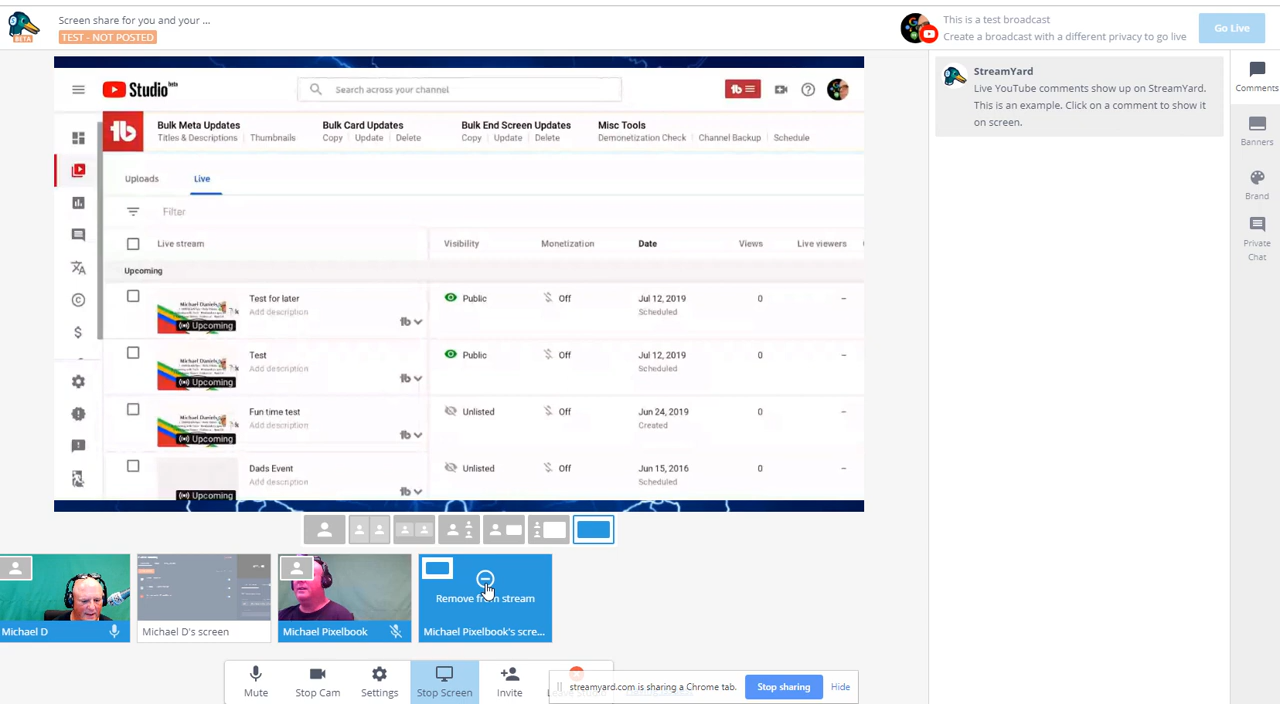 Screen share for you and your ...
BETA
TEST - NOT POSTED
This is a test broadcast
Create a broadcast with a different privacy to go live
Go Live
Studio beta
Search across your channel
tb
tb
Bulk Meta Updates
Titles & Descriptions | Thumbnails
Bulk Card Updates
Copy | Update | Delete
Bulk End Screen Updates
Copy | Update | Delete
Misc Tools
Demonetization Check | Channel Backup | Schedule
Uploads
Live
Filter
Live stream
Visibility
Monetization
Date
Views
Live viewers
Upcoming
Test for later
Add description
Upcoming
tb
Public
Off
Jul 12, 2019
Scheduled
0
–
Test
Add description
Upcoming
tb
Public
Off
Jul 12, 2019
Scheduled
0
–
Fun time test
Add description
Upcoming
tb
Unlisted
Off
Jun 24, 2019
Created
0
–
Dads Event
Add description
Upcoming
tb
Unlisted
Off
Jun 15, 2016
Scheduled
0
–
StreamYard
Live YouTube comments show up on StreamYard.
This is an example. Click on a comment to show it
on screen.
Comments
Banners
Brand
Private
Chat
Michael D
Michael D's screen
Michael Pixelbook
Remove from stream
Michael Pixelbook's scre...
Mute
Stop Cam
Settings
Stop Screen
Invite
streamyard.com is sharing a Chrome tab.
Stop sharing
Hide